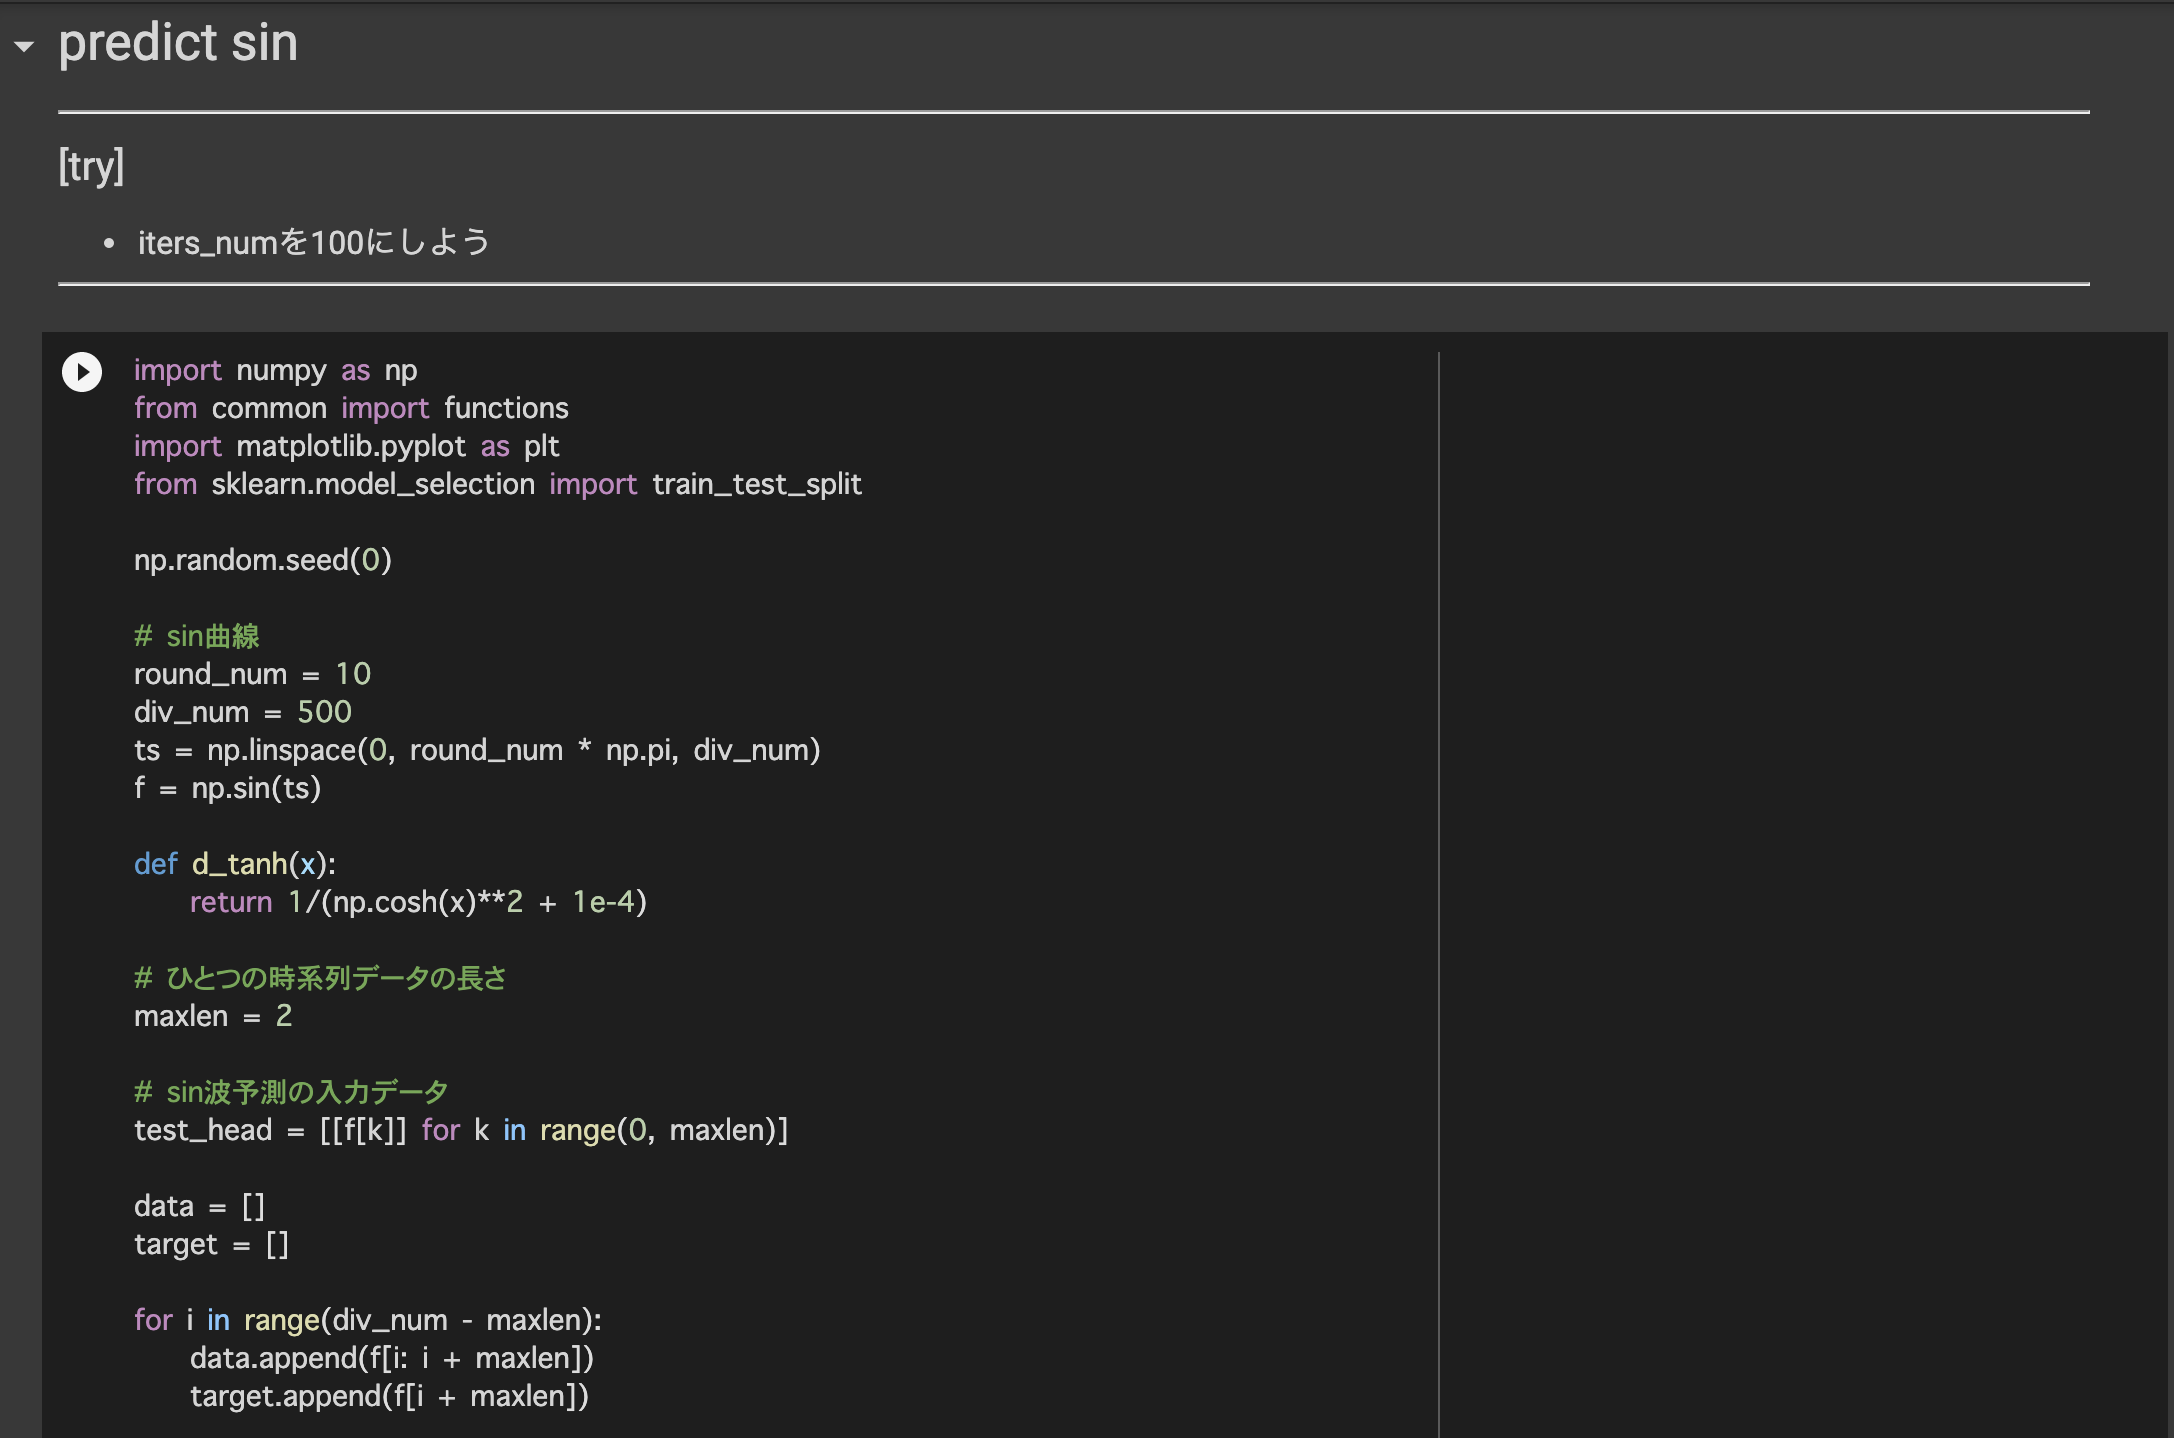 predict sin
[try]
• iters_numを100にしよう
import numpy as np
from common import functions
import matplotlib.pyplot as plt
from sklearn.model_selection import train_test_split
np.random.seed(0)
# sin曲線
round_num = 10
div_num = 500
ts = np.linspace(0, round_num * np.pi, div_num)
f = np.sin(ts)
def d_tanh(x):
    return 1/(np.cosh(x)**2 + 1e-4)
# ひとつの時系列データの長さ
maxlen = 2
# sin波予測の入力データ
test_head = [[f[k]] for k in range(0, maxlen)]
data = []
target = []
for i in range(div_num - maxlen):
    data.append(f[i: i + maxlen])
    target.append(f[i + maxlen])